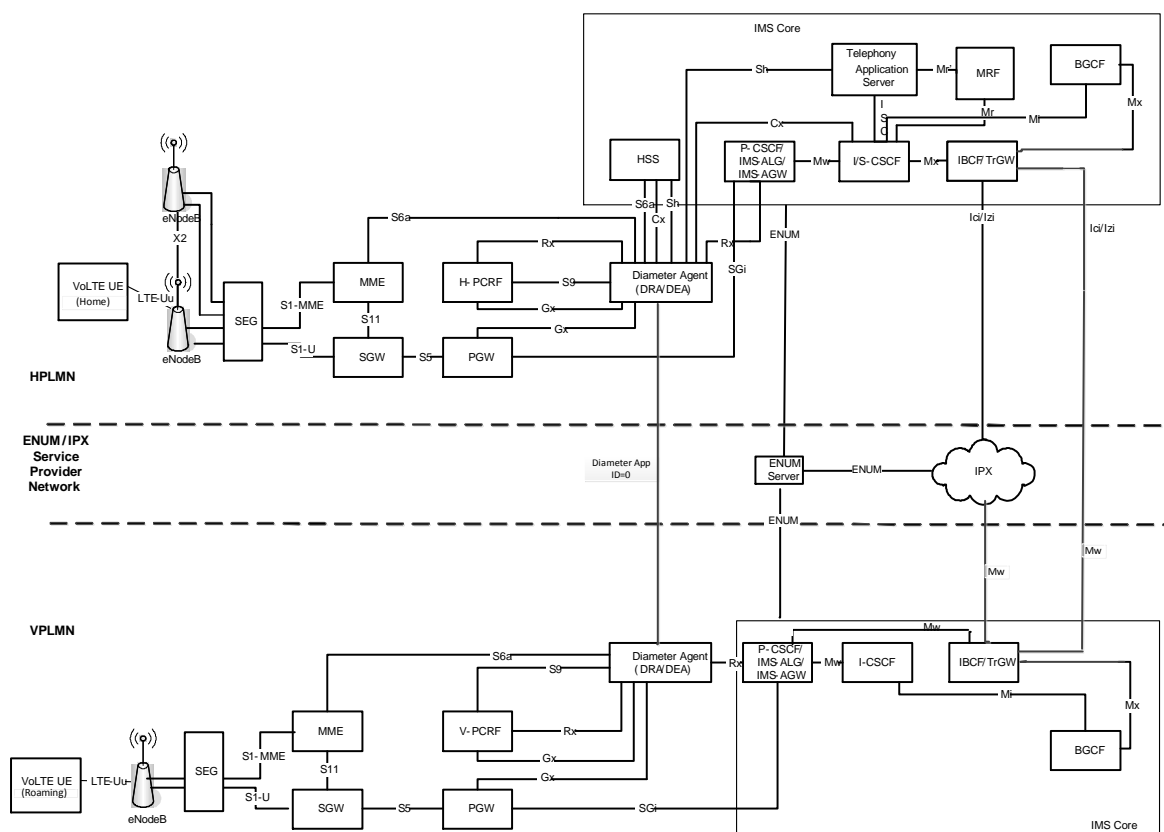 IMS Core
Telephony
Application
Server
MRF
BGCF
Sh
Mr'
Mx
I
S
C
Mr
Mi
Cx
HSS
P-CSCF/
IMS-ALG/
IMS-AGW
Mw
I/S-CSCF
Mx
IBCF/TrGW
eNodeB
S6a
Cx
Sh
S6a
Rx
Rx
ENUM
Ici/Izi
Ici/Izi
X2
SGi
VoLTE UE
(Home)
LTE-Uu
MME
H-PCRF
S9
Diameter Agent
(DRA/DEA)
S1-MME
SEG
S11
Gx
Gx
eNodeB
S1-U
SGW
S5
PGW
HPLMN
ENUM/IPX
Service
Provider
Network
Diameter App
ID=0
ENUM
Server
ENUM
IPX
ENUM
Mw
Mw
VPLMN
Mw
S6a
Diameter Agent
(DRA/DEA)
Rx
P-CSCF/
IMS-ALG/
IMS-AGW
Mw
I-CSCF
IBCF/TrGW
S9
Mi
Mx
MME
V-PCRF
Rx
BGCF
S1-MME
Gx
SEG
S11
Gx
VoLTE UE
(Roaming)
LTE-Uu
S1-U
eNodeB
SGW
S5
PGW
SGi
IMS Core